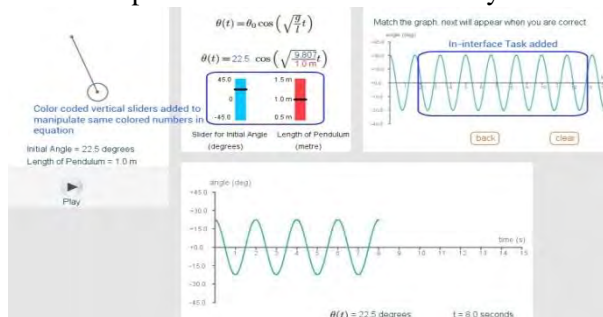 θ(t) = θ₀ cos(√(g/l) t)
θ(t) = 22.5 cos(√(9.807/1.0 m) t)
45.0
0
-45.0
1.5 m
1.0 m
0.5 m
Slider for Initial Angle
(degrees)
Length of Pendulum
(metre)
Color coded vertical sliders added to
manipulate same colored numbers in
equation
Initial Angle = 22.5 degrees
Length of Pendulum = 1.0 m
Play
Match the graph. next will appear when you are correct
angle (deg)
In-interface Task added
back
clear
angle (deg)
+45.0
+30.0
+15.0
+0.0
-15.0
-30.0
-45.0
1 2 3 4 5 6 7 8 9 10 11 12 13 14 15
time (s)
θ(t) = 22.5 degrees
t = 8.0 seconds